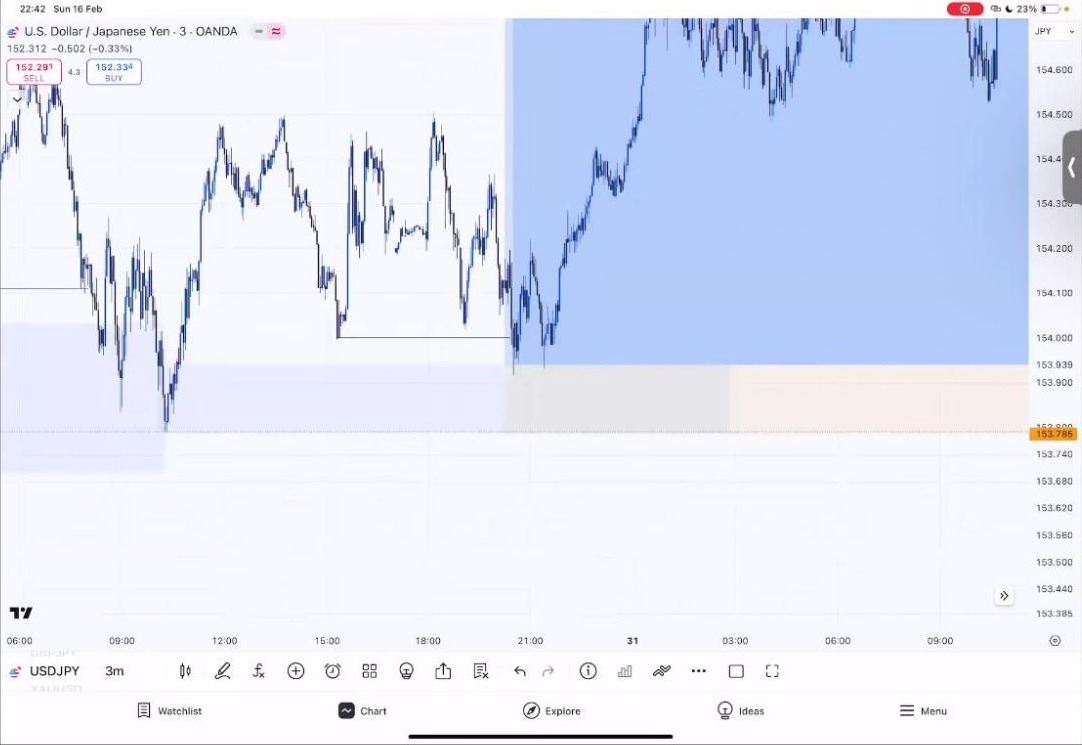 22:42 Sun 16 Feb
23%
U.S. Dollar / Japanese Yen · 3 · OANDA
JPY
152.312 −0.502 (−0.33%)
152.291
SELL
4.3
152.334
BUY
154.600
154.500
154.4
154.300
154.200
154.100
154.000
153.939
153.900
153.785
153.740
153.680
153.620
153.560
153.500
153.440
153.385
06:00 09:00 12:00 15:00 18:00 21:00 31 03:00 06:00 09:00
USDJPY 3m
XAUUSD
Watchlist Chart Explore Ideas Menu